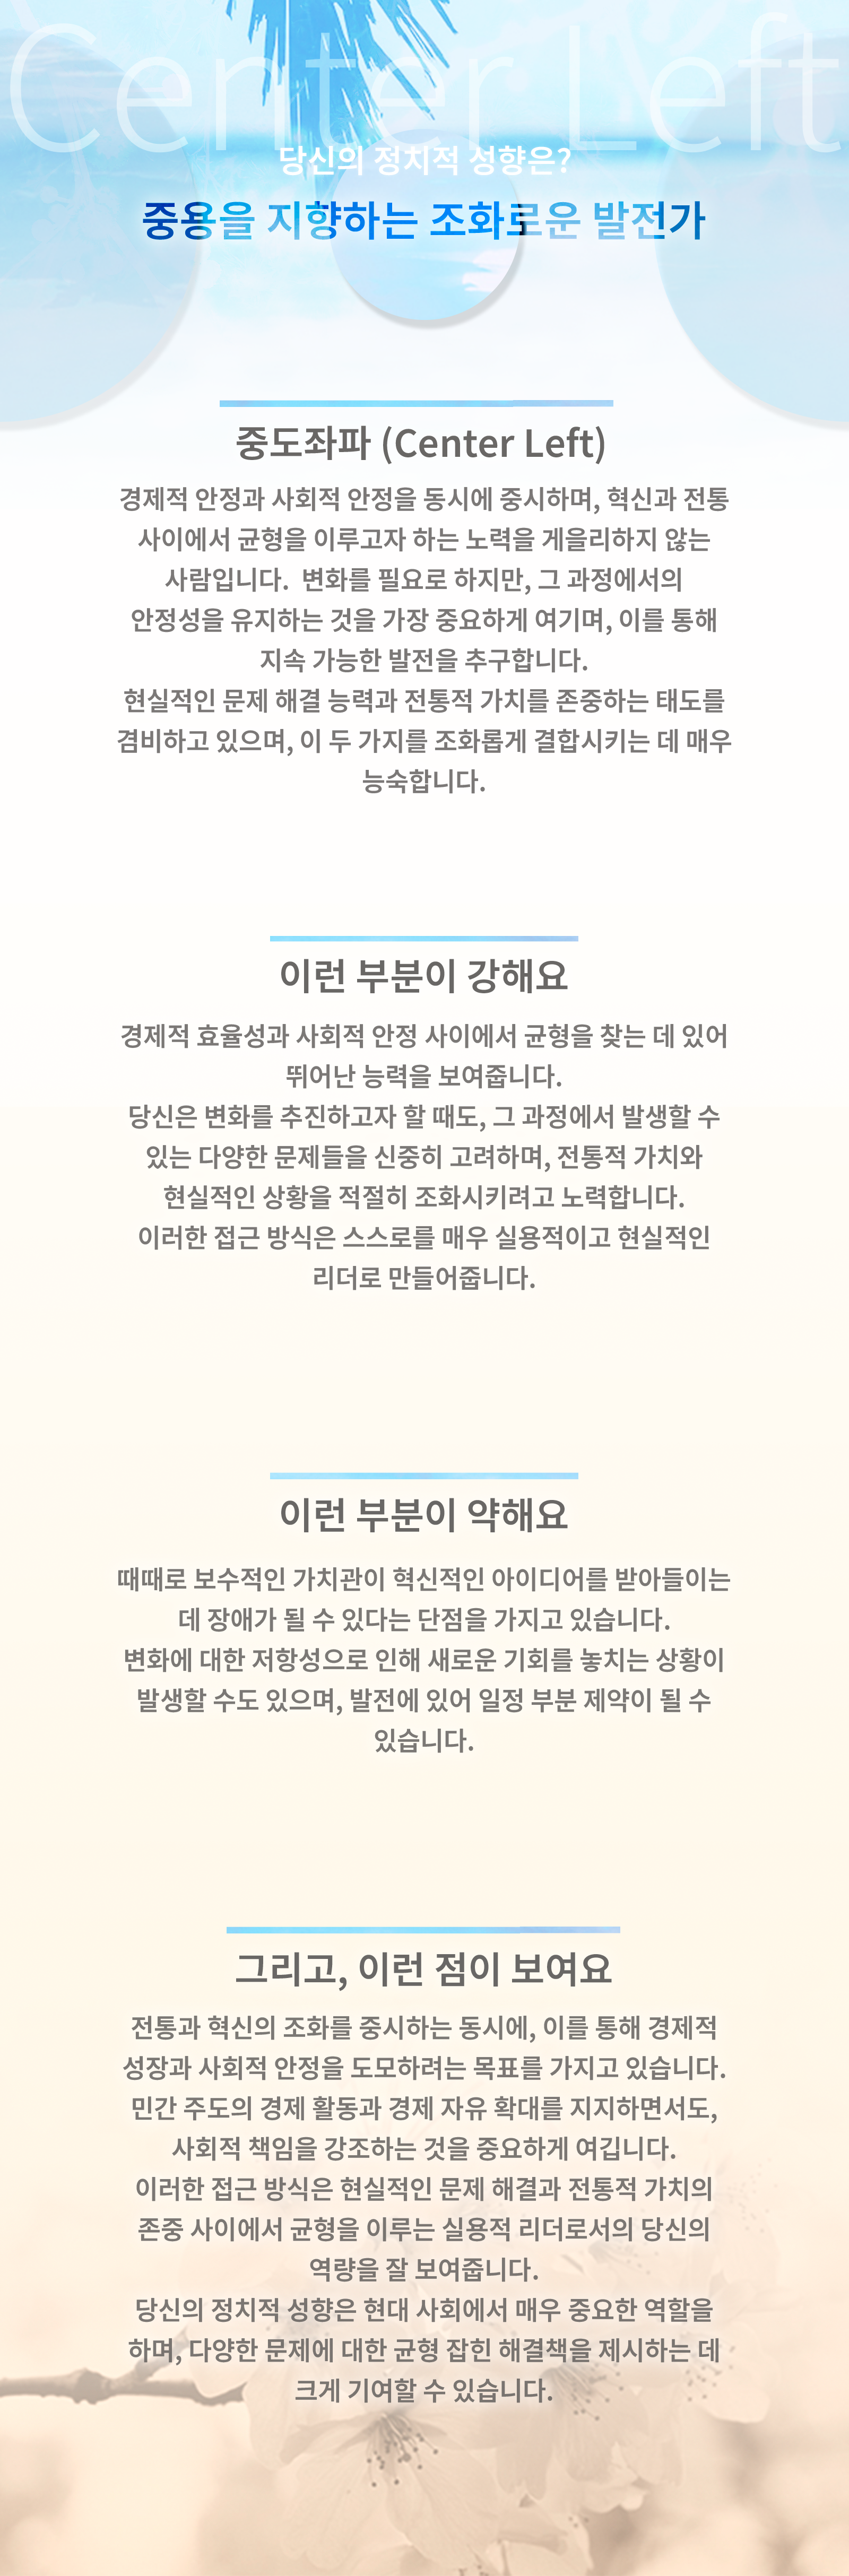 Center Left
당신의 정치적 성향은?
중용을 지향하는 조화로운 발전가
중도좌파 (Center Left)
경제적 안정과 사회적 안정을 동시에 중시하며, 혁신과 전통
사이에서 균형을 이루고자 하는 노력을 게을리하지 않는
사람입니다. 변화를 필요로 하지만, 그 과정에서의
안정성을 유지하는 것을 가장 중요하게 여기며, 이를 통해
지속 가능한 발전을 추구합니다.
현실적인 문제 해결 능력과 전통적 가치를 존중하는 태도를
겸비하고 있으며, 이 두 가지를 조화롭게 결합시키는 데 매우
능숙합니다.
이런 부분이 강해요
경제적 효율성과 사회적 안정 사이에서 균형을 찾는 데 있어
뛰어난 능력을 보여줍니다.
당신은 변화를 추진하고자 할 때도, 그 과정에서 발생할 수
있는 다양한 문제들을 신중히 고려하며, 전통적 가치와
현실적인 상황을 적절히 조화시키려고 노력합니다.
이러한 접근 방식은 스스로를 매우 실용적이고 현실적인
리더로 만들어줍니다.
이런 부분이 약해요
때때로 보수적인 가치관이 혁신적인 아이디어를 받아들이는
데 장애가 될 수 있다는 단점을 가지고 있습니다.
변화에 대한 저항성으로 인해 새로운 기회를 놓치는 상황이
발생할 수도 있으며, 발전에 있어 일정 부분 제약이 될 수
있습니다.
그리고, 이런 점이 보여요
전통과 혁신의 조화를 중시하는 동시에, 이를 통해 경제적
성장과 사회적 안정을 도모하려는 목표를 가지고 있습니다.
민간 주도의 경제 활동과 경제 자유 확대를 지지하면서도,
사회적 책임을 강조하는 것을 중요하게 여깁니다.
이러한 접근 방식은 현실적인 문제 해결과 전통적 가치의
존중 사이에서 균형을 이루는 실용적 리더로서의 당신의
역량을 잘 보여줍니다.
당신의 정치적 성향은 현대 사회에서 매우 중요한 역할을
하며, 다양한 문제에 대한 균형 잡힌 해결책을 제시하는 데
크게 기여할 수 있습니다.